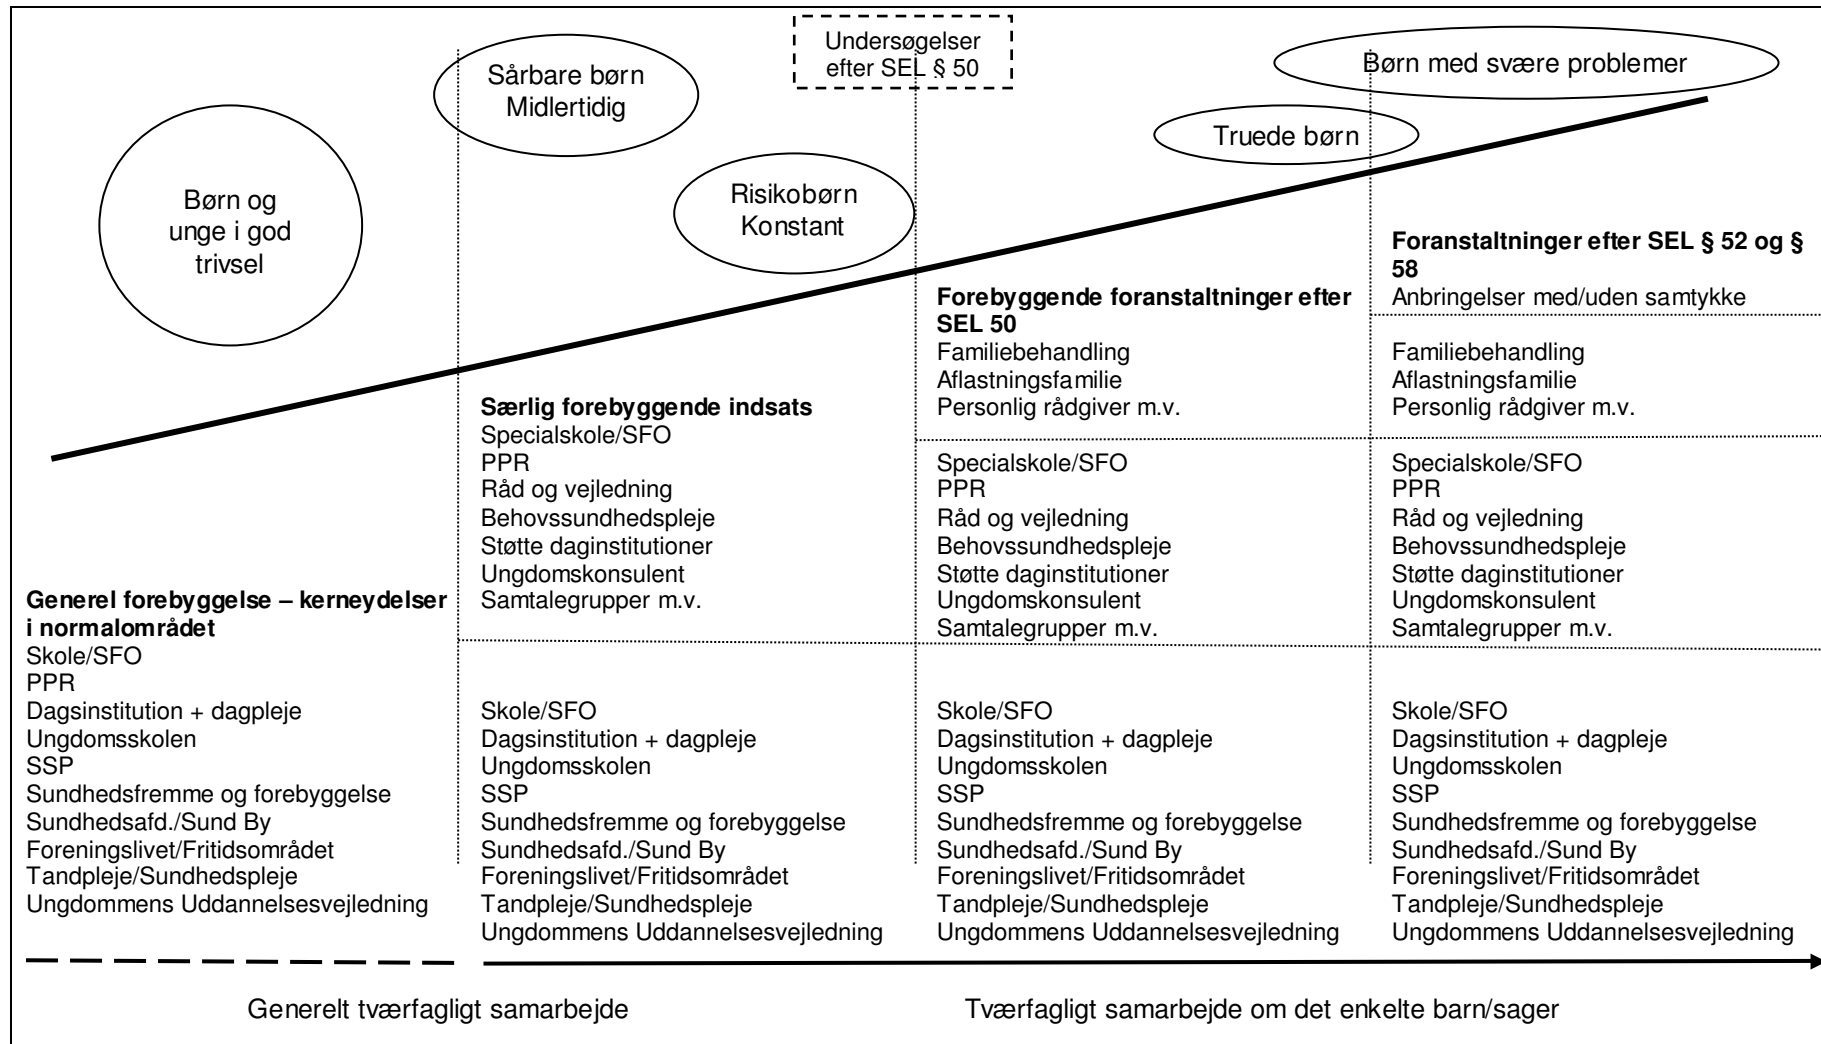 Undersøgelser
efter SEL § 50
Sårbare børn
Midlertidig
Børn med svære problemer
Truede børn
Børn og
unge i god
trivsel
Risikobørn
Konstant
Generel forebyggelse – kerneydelser
i normalområdet
Skole/SFO
PPR
Dagsinstitution + dagpleje
Ungdomsskolen
SSP
Sundhedsfremme og forebyggelse
Sundhedsafd./Sund By
Foreningslivet/Fritidsområdet
Tandpleje/Sundhedspleje
Ungdommens Uddannelsesvejledning
Særlig forebyggende indsats
Specialskole/SFO
PPR
Råd og vejledning
Behovssundhedspleje
Støtte daginstitutioner
Ungdomskonsulent
Samtalegrupper m.v.
Skole/SFO
Dagsinstitution + dagpleje
Ungdomsskolen
SSP
Sundhedsfremme og forebyggelse
Sundhedsafd./Sund By
Foreningslivet/Fritidsområdet
Tandpleje/Sundhedspleje
Ungdommens Uddannelsesvejledning
Forebyggende foranstaltninger efter
SEL 50
Familiebehandling
Aflastningsfamilie
Personlig rådgiver m.v.
Specialskole/SFO
PPR
Råd og vejledning
Behovssundhedspleje
Støtte daginstitutioner
Ungdomskonsulent
Samtalegrupper m.v.
Skole/SFO
Dagsinstitution + dagpleje
Ungdomsskolen
SSP
Sundhedsfremme og forebyggelse
Sundhedsafd./Sund By
Foreningslivet/Fritidsområdet
Tandpleje/Sundhedspleje
Ungdommens Uddannelsesvejledning
Foranstaltninger efter SEL § 52 og §
58
Anbringelser med/uden samtykke
Familiebehandling
Aflastningsfamilie
Personlig rådgiver m.v.
Specialskole/SFO
PPR
Råd og vejledning
Behovssundhedspleje
Støtte daginstitutioner
Ungdomskonsulent
Samtalegrupper m.v.
Skole/SFO
Dagsinstitution + dagpleje
Ungdomsskolen
SSP
Sundhedsfremme og forebyggelse
Sundhedsafd./Sund By
Foreningslivet/Fritidsområdet
Tandpleje/Sundhedspleje
Ungdommens Uddannelsesvejledning
Generelt tværfagligt samarbejde
Tværfagligt samarbejde om det enkelte barn/sager